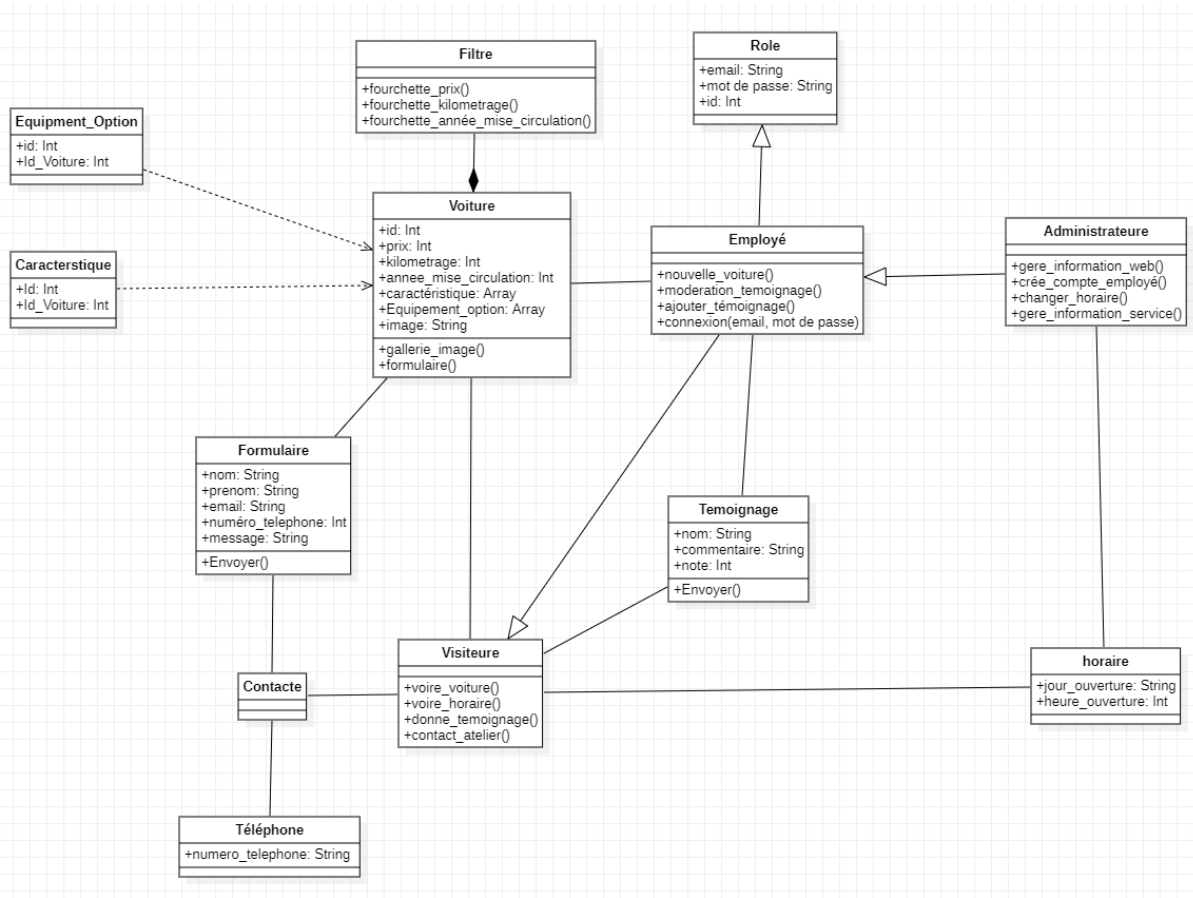 Filtre
+fourchette_prix()
+fourchette_kilometrage()
+fourchette_année_mise_circulation()
Role
+email: String
+mot de passe: String
+id: Int
Equipment_Option
+id: Int
+Id_Voiture: Int
Voiture
+id: Int
+prix: Int
+kilometrage: Int
+annee_mise_circulation: Int
+caractéristique: Array
+Equipement_option: Array
+image: String
+gallerie_image()
+formulaire()
Employé
+nouvelle_voiture()
+moderation_temoignage()
+ajouter_témoignage()
+connexion(email, mot de passe)
Administrateure
+gere_information_web()
+crée_compte_employé()
+changer_horaire()
+gere_information_service()
Caracterstique
+Id: Int
+Id_Voiture: Int
Formulaire
+nom: String
+prenom: String
+email: String
+numéro_telephone: Int
+message: String
+Envoyer()
Temoignage
+nom: String
+commentaire: String
+note: Int
+Envoyer()
Visiteure
+voire_voiture()
+voire_horaire()
+donne_temoignage()
+contact_atelier()
horaire
+jour_ouverture: String
+heure_ouverture: Int
Contacte
Téléphone
+numero_telephone: String